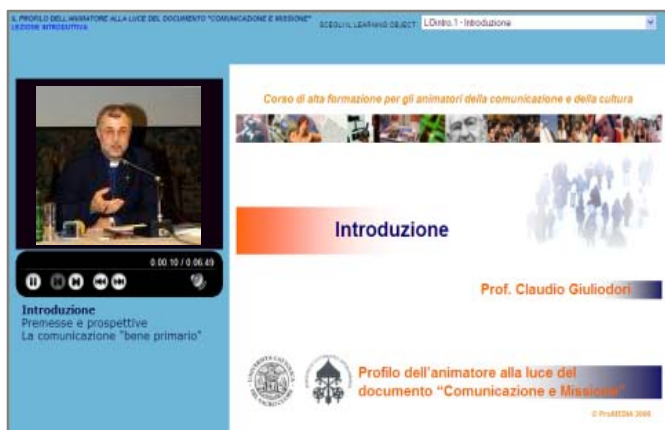 IL PROFILO DELL'ANIMATORE ALLA LUCE DEL DOCUMENTO "COMUNICAZIONE E MISSIONE"
LEZIONE INTRODUTTIVA
SCEGLI IL LEARNING OBJECT:
LOintro.1 - Introduzione
Corso di alta formazione per gli animatori della comunicazione e della cultura
Introduzione
Prof. Claudio Giuliodori
0.00.10 / 0.06.49
Introduzione
Premesse e prospettive
La comunicazione "bene primario"
Profilo dell'animatore alla luce del
documento "Comunicazione e Missione"
© ProMEDIA 2006